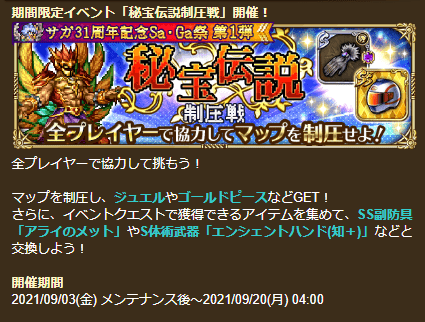 期間限定イベント「秘宝伝説制圧戦」開催！
サガ31周年記念Sa・Ga祭 第1弾
秘宝伝説
制圧戦
全プレイヤーで協力してマップを制圧せよ!
全プレイヤーで協力して挑もう！
マップを制圧し、ジュエルやゴールドピースなどGET！
さらに、イベントクエストで獲得できるアイテムを集めて、SS副防具
「アライのメット」やS体術武器「エンシェントハンド(知＋)」などと
交換しよう！
開催期間
2021/09/03(金) メンテナンス後～2021/09/20(月) 04:00